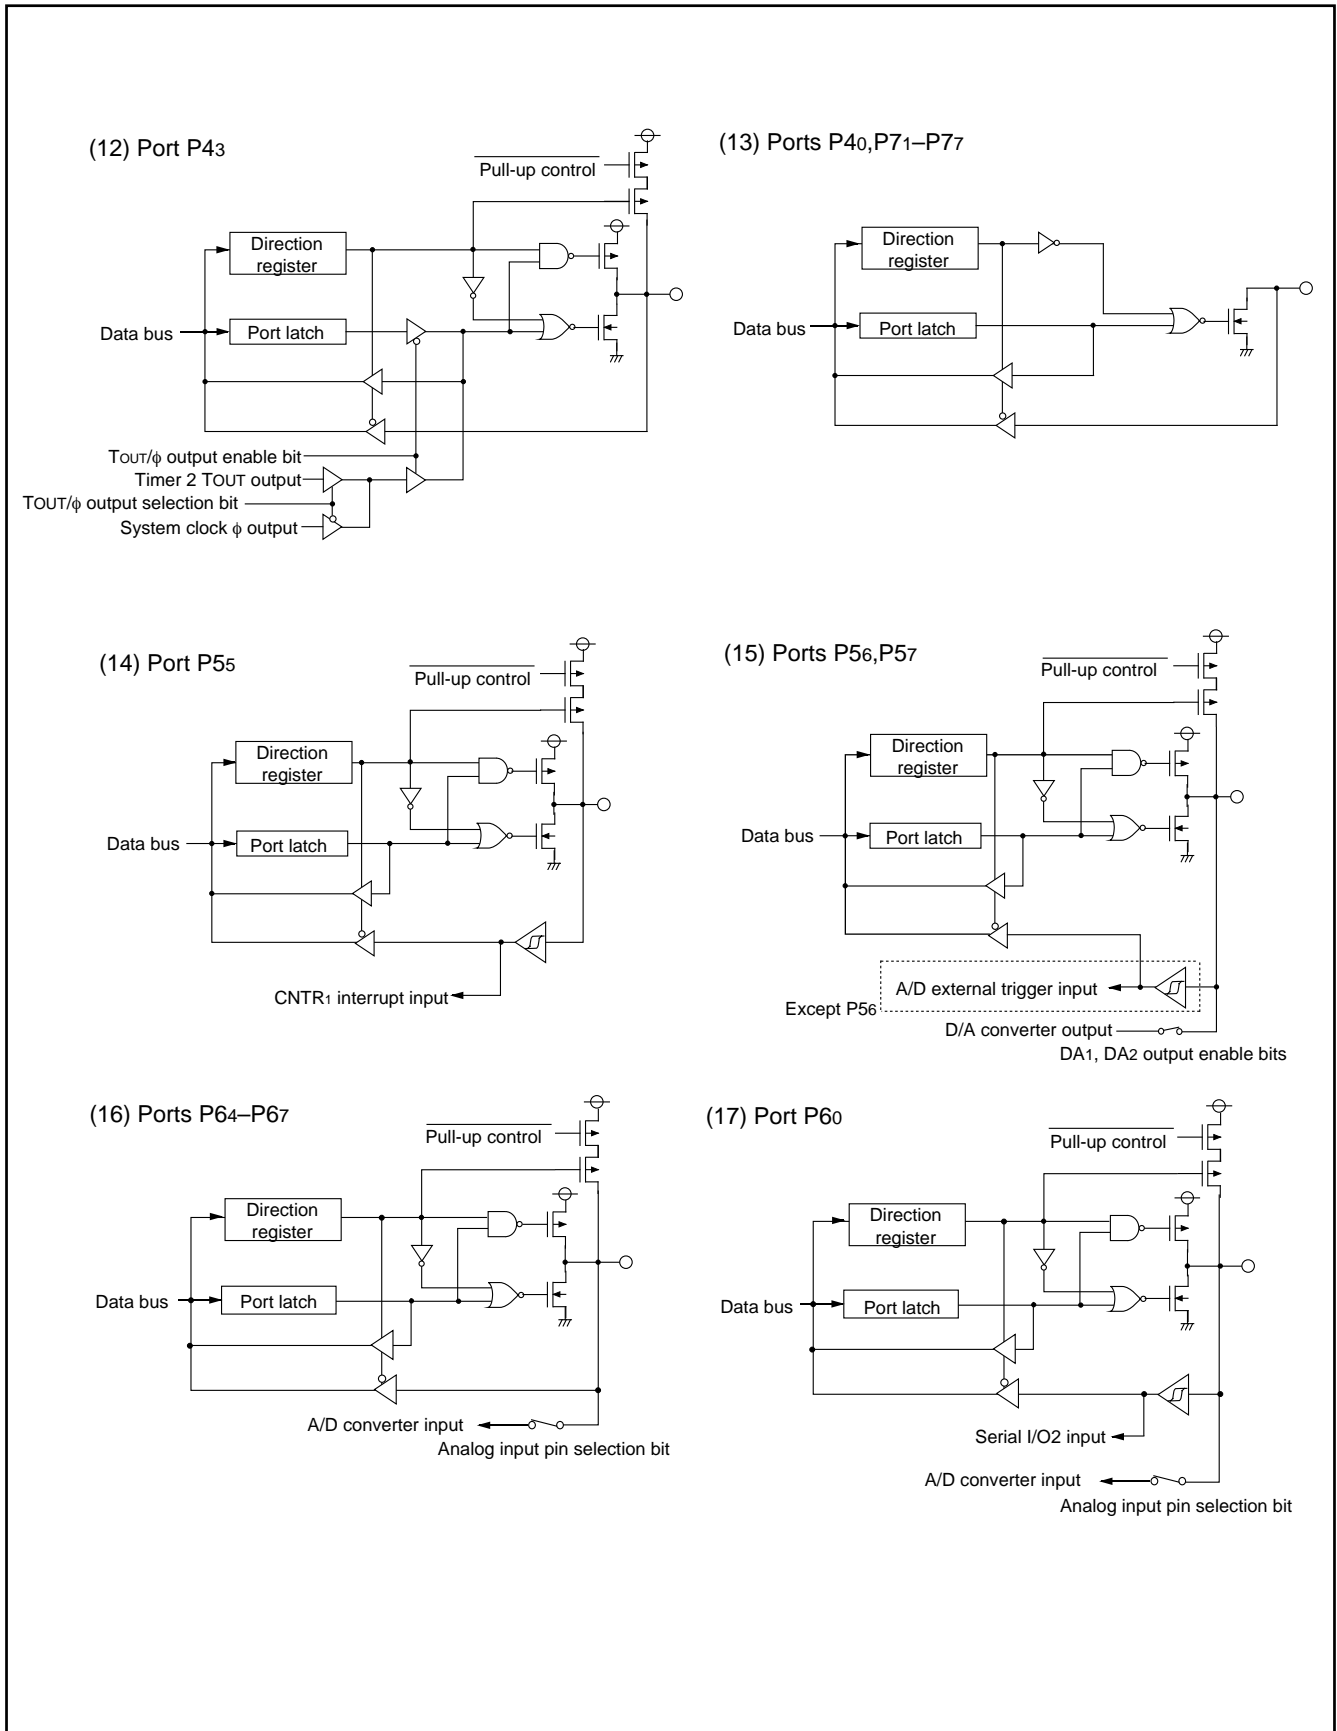 (12) Port P43
Pull-up control
Direction
register
Port latch
Data bus
TOUT/ϕ output enable bit
Timer 2 TOUT output
TOUT/ϕ output selection bit
System clock ϕ output
(13) Ports P40,P71–P77
Direction
register
Port latch
Data bus
(14) Port P55
Pull-up control
Direction
register
Port latch
Data bus
CNTR1 interrupt input
(15) Ports P56,P57
Pull-up control
Direction
register
Port latch
Data bus
A/D external trigger input
Except P56
D/A converter output
DA1, DA2 output enable bits
(16) Ports P64–P67
Pull-up control
Direction
register
Port latch
Data bus
A/D converter input
Analog input pin selection bit
(17) Port P60
Pull-up control
Direction
register
Port latch
Data bus
Serial I/O2 input
A/D converter input
Analog input pin selection bit